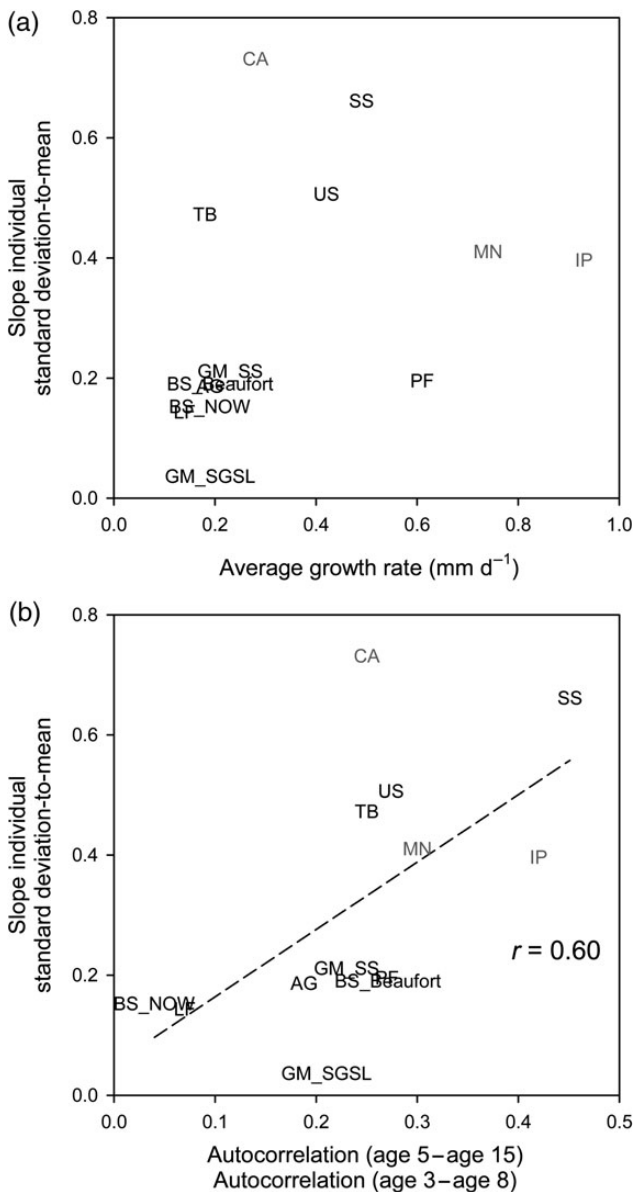 (a)
0.8
0.6
0.4
0.2
0.0
Slope individual
standard deviation-to-mean
CA
SS
US
TB
MN
IP
GM_SS
BS_Beaufort
AG
PF
BS_NOW
LF
GM_SGSL
0.0 0.2 0.4 0.6 0.8 1.0
Average growth rate (mm d⁻¹)
(b)
0.8
0.6
0.4
0.2
0.0
Slope individual
standard deviation-to-mean
CA
SS
US
TB
MN
IP
r = 0.60
GM_SS
PF
AG
BS_Beaufort
BS_NOW
LF
GM_SGSL
0.0 0.1 0.2 0.3 0.4 0.5
Autocorrelation (age 5–age 15)
Autocorrelation (age 3–age 8)